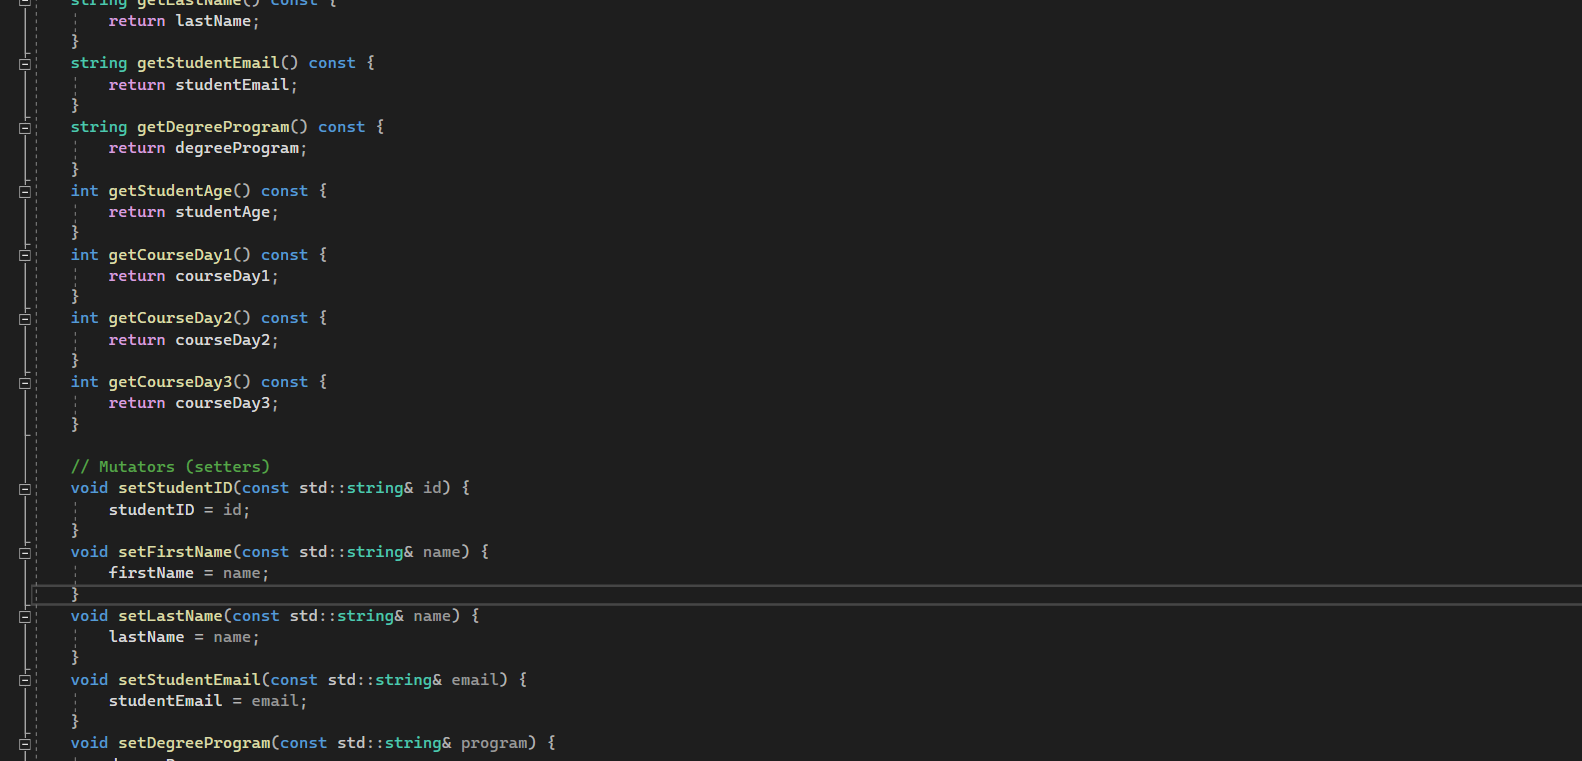 string getLastName() const {
return lastName;
}
string getStudentEmail() const {
return studentEmail;
}
string getDegreeProgram() const {
return degreeProgram;
}
int getStudentAge() const {
return studentAge;
}
int getCourseDay1() const {
return courseDay1;
}
int getCourseDay2() const {
return courseDay2;
}
int getCourseDay3() const {
return courseDay3;
}
// Mutators (setters)
void setStudentID(const std::string& id) {
studentID = id;
}
void setFirstName(const std::string& name) {
firstName = name;
}
void setLastName(const std::string& name) {
lastName = name;
}
void setStudentEmail(const std::string& email) {
studentEmail = email;
}
void setDegreeProgram(const std::string& program) {